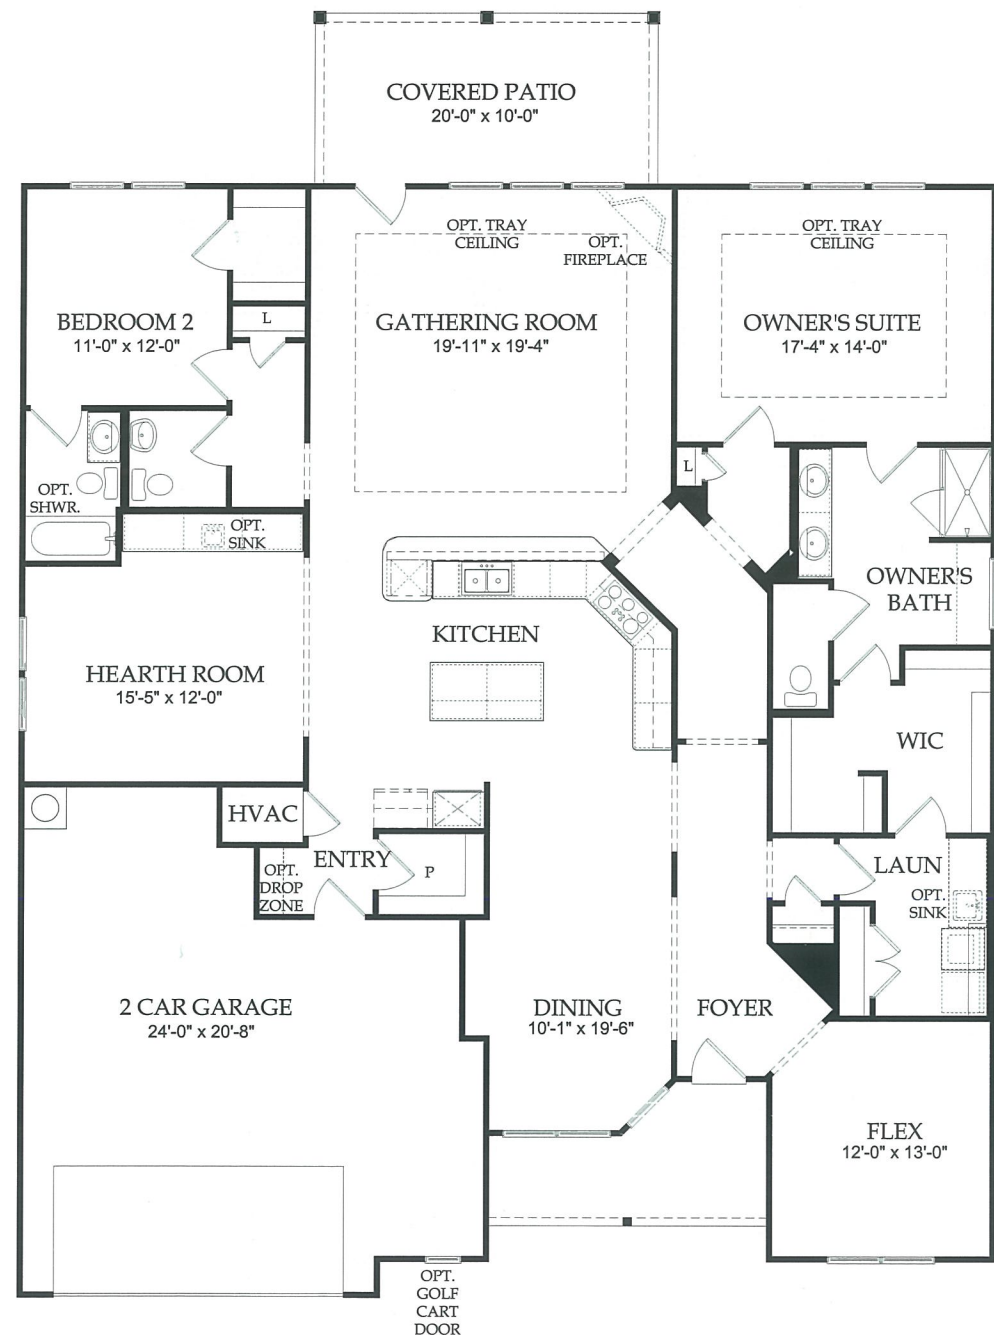 COVERED PATIO
20'-0" x 10'-0"
OPT. TRAY
CEILING
OPT.
FIREPLACE
OPT. TRAY
CEILING
BEDROOM 2
11'-0" x 12'-0"
L
GATHERING ROOM
19'-11" x 19'-4"
OWNER'S SUITE
17'-4" x 14'-0"
L
OPT.
SHWR.
OPT.
SINK
OWNER'S
BATH
KITCHEN
HEARTH ROOM
15'-5" x 12'-0"
WIC
HVAC
ENTRY
OPT.
DROP
ZONE
P
LAUN
OPT.
SINK
2 CAR GARAGE
24'-0" x 20'-8"
DINING
10'-1" x 19'-6"
FOYER
FLEX
12'-0" x 13'-0"
OPT.
GOLF
CART
DOOR